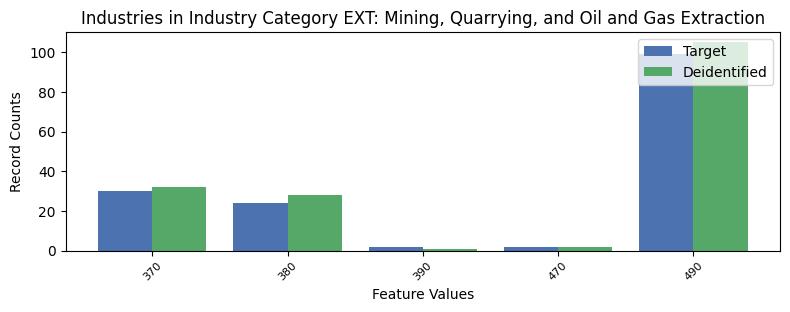 Industries in Industry Category EXT: Mining, Quarrying, and Oil and Gas Extraction
Target
Deidentified
Record Counts
100
80
60
40
20
0
370
380
390
470
490
Feature Values